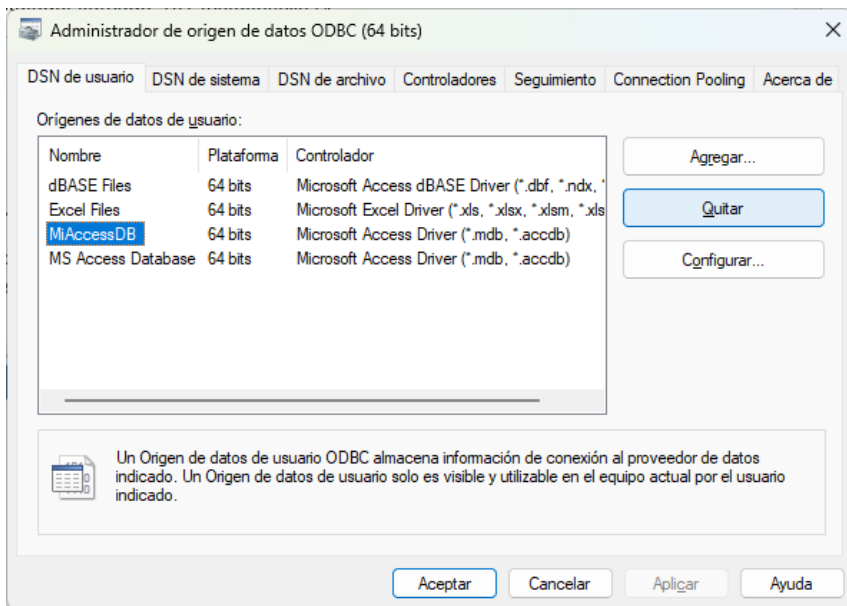 Administrador de origen de datos ODBC (64 bits)
DSN de usuario DSN de sistema DSN de archivo Controladores Seguimiento Connection Pooling Acerca de
Orígenes de datos de usuario:
Nombre Plataforma Controlador
dBASE Files 64 bits Microsoft Access dBASE Driver (*.dbf, *.ndx, *
Excel Files 64 bits Microsoft Excel Driver (*.xls, *.xlsx, *.xlsm, *.xls
MiAccessDB 64 bits Microsoft Access Driver (*.mdb, *.accdb)
MS Access Database 64 bits Microsoft Access Driver (*.mdb, *.accdb)
Agregar...
Quitar
Configurar...
Un Origen de datos de usuario ODBC almacena información de conexión al proveedor de datos
indicado. Un Origen de datos de usuario solo es visible y utilizable en el equipo actual por el usuario
indicado.
Aceptar Cancelar Aplicar Ayuda